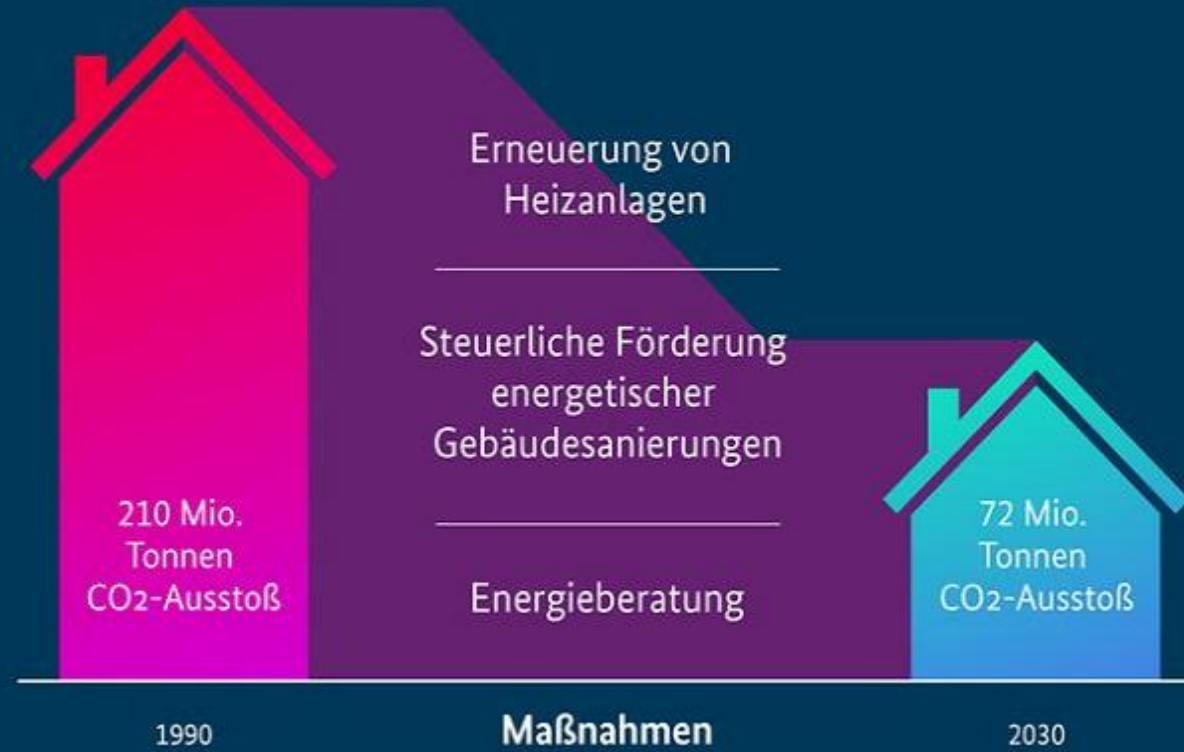 Erneuerung von
Heizanlagen
Steuerliche Förderung
energetischer
Gebäudesanierungen
Energieberatung
210 Mio.
Tonnen
CO2-Ausstoß
72 Mio.
Tonnen
CO2-Ausstoß
1990
Maßnahmen
2030